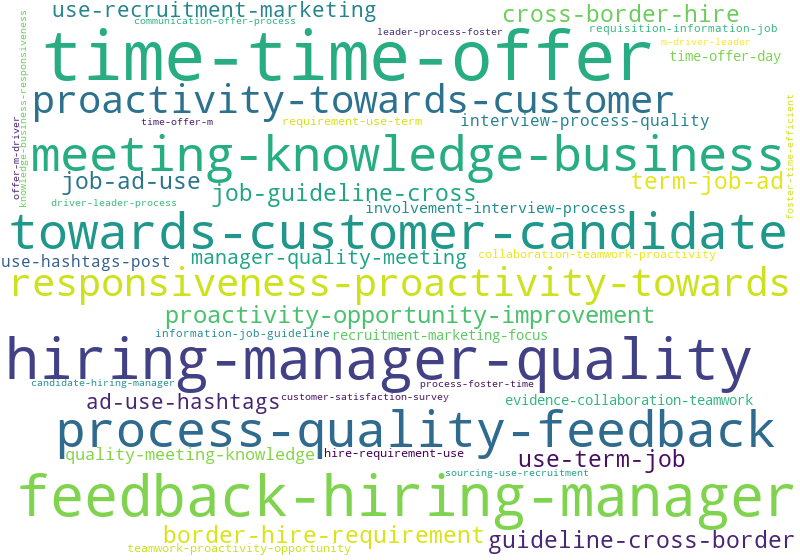 use-recruitment-marketing
communication-offer-process
cross-border-hire
leader-process-foster
requisition-information-job
m-driver-leader
time-time-offer
time-offer-day
knowledge-business-responsiveness
offer-m-driver
proactivity-towards-customer
foster-time-efficient
time-offer-m
requirement-use-term
interview-process-quality
meeting-knowledge-business
job-ad-use
job-guideline-cross
term-job-ad
driver-leader-process
involvement-interview-process
towards-customer-candidate
use-hashtags-post
manager-quality-meeting
collaboration-teamwork-proactivity
responsiveness-proactivity-towards
proactivity-opportunity-improvement
information-job-guideline
recruitment-marketing-focus
hiring-manager-quality
candidate-hiring-manager
process-foster-time
ad-use-hashtags
customer-satisfaction-survey
evidence-collaboration-teamwork
process-quality-feedback
quality-meeting-knowledge
hire-requirement-use
use-term-job
sourcing-use-recruitment
feedback-hiring-manager
border-hire-requirement
guideline-cross-border
teamwork-proactivity-opportunity